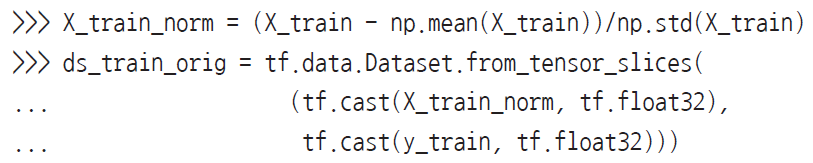 >>> X_train_norm = (X_train - np.mean(X_train))/np.std(X_train)
>>> ds_train_orig = tf.data.Dataset.from_tensor_slices(
...                 (tf.cast(X_train_norm, tf.float32),
...                  tf.cast(y_train, tf.float32)))